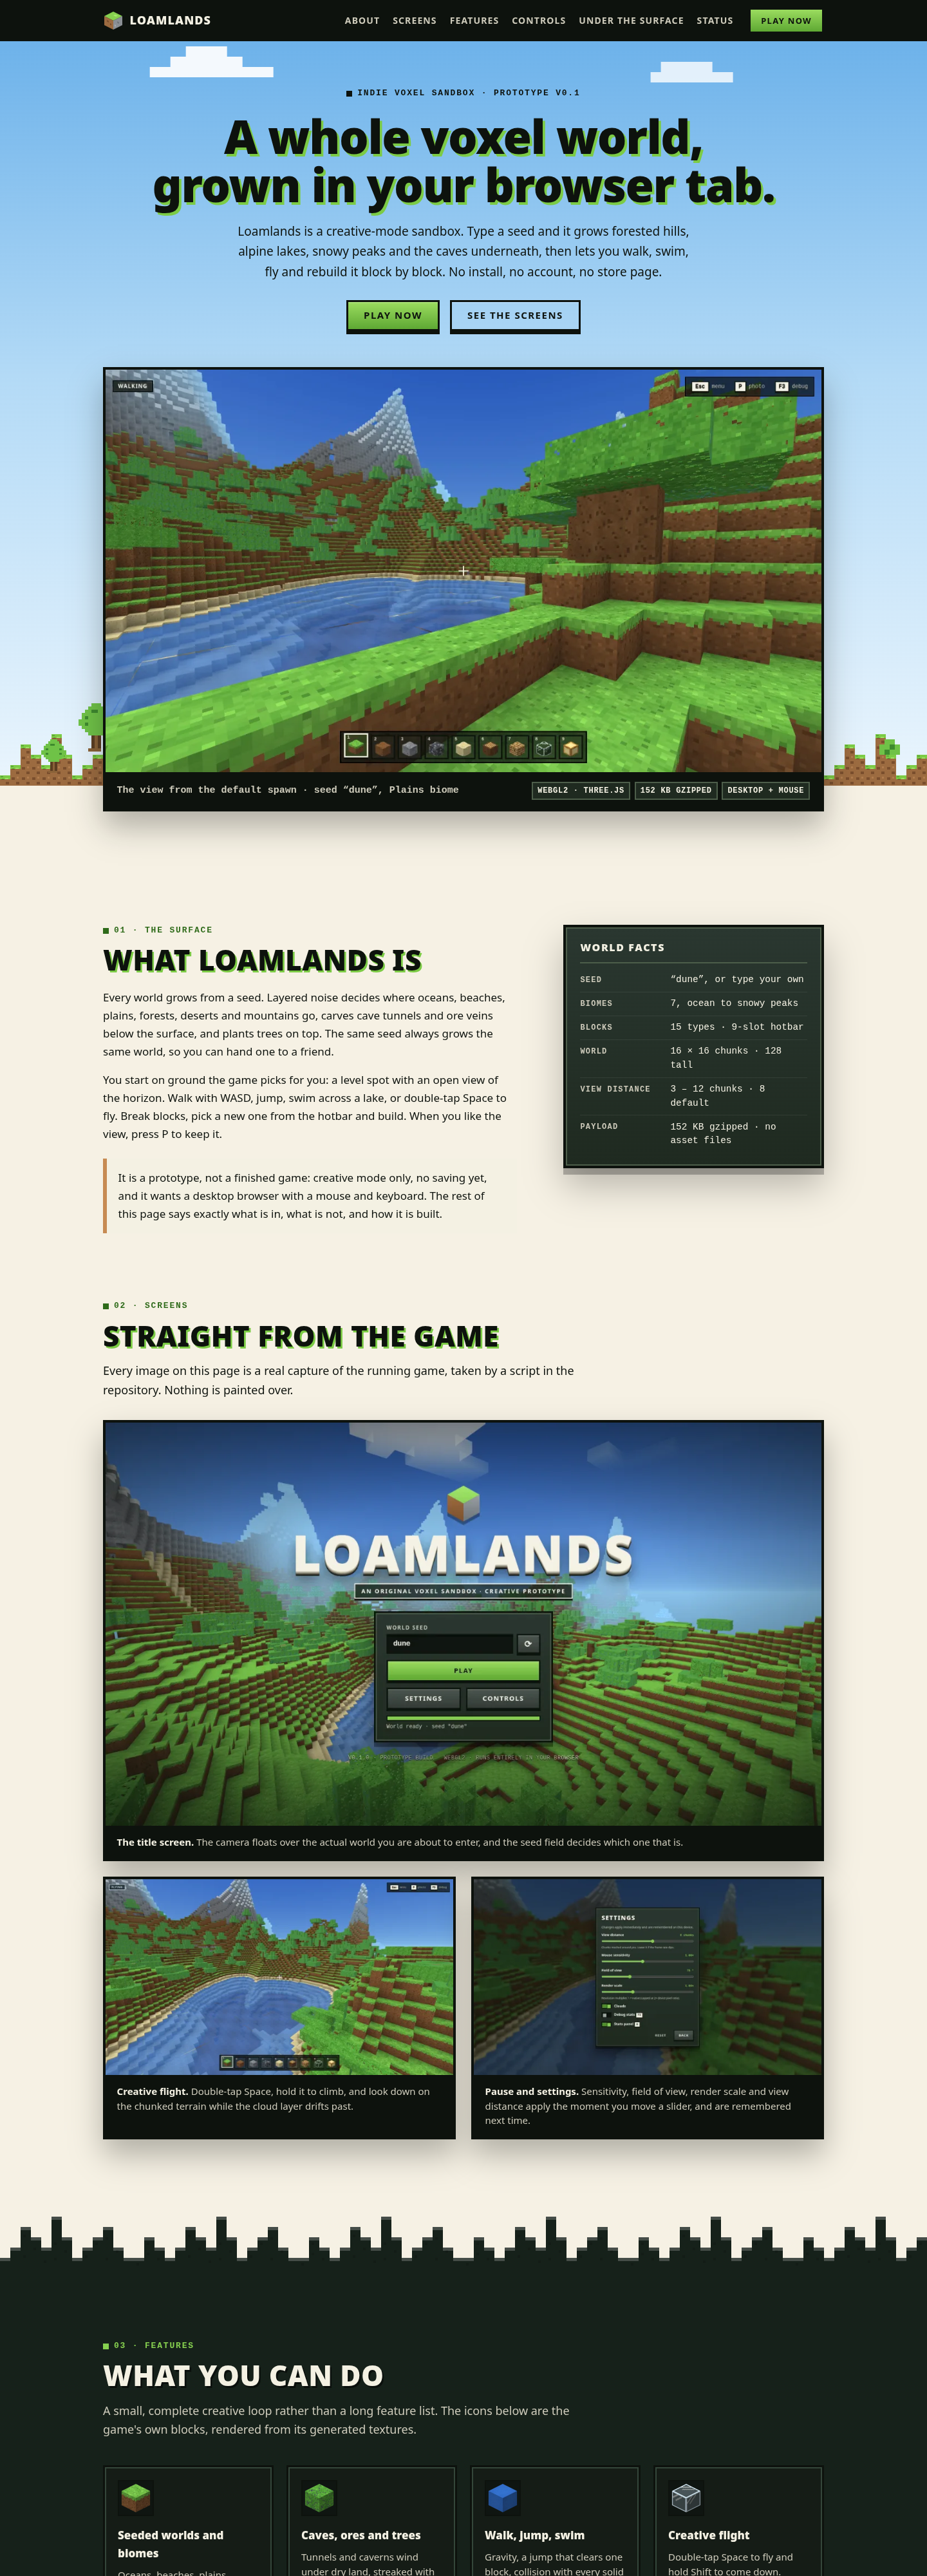 LOAMLANDS
ABOUT SCREENS FEATURES CONTROLS UNDER THE SURFACE STATUS PLAY NOW
INDIE VOXEL SANDBOX · PROTOTYPE V0.1
A whole voxel world,
grown in your browser tab.
Loamlands is a creative-mode sandbox. Type a seed and it grows forested hills,
alpine lakes, snowy peaks and the caves underneath, then lets you walk, swim,
fly and rebuild it block by block. No install, no account, no store page.
PLAY NOW SEE THE SCREENS
WALKING
Esc menu P photo F3 debug
The view from the default spawn · seed “dune”, Plains biome
WEBGL2 · THREE.JS 152 KB GZIPPED DESKTOP + MOUSE
01 · THE SURFACE
WHAT LOAMLANDS IS
Every world grows from a seed. Layered noise decides where oceans, beaches,
plains, forests, deserts and mountains go, carves cave tunnels and ore veins
below the surface, and plants trees on top. The same seed always grows the
same world, so you can hand one to a friend.
You start on ground the game picks for you: a level spot with an open view of
the horizon. Walk with WASD, jump, swim across a lake, or double-tap Space to
fly. Break blocks, pick a new one from the hotbar and build. When you like the
view, press P to keep it.
It is a prototype, not a finished game: creative mode only, no saving yet,
and it wants a desktop browser with a mouse and keyboard. The rest of
this page says exactly what is in, what is not, and how it is built.
WORLD FACTS
SEED “dune”, or type your own
BIOMES 7, ocean to snowy peaks
BLOCKS 15 types · 9-slot hotbar
WORLD 16 × 16 chunks · 128
tall
VIEW DISTANCE 3 – 12 chunks · 8
default
PAYLOAD 152 KB gzipped · no
asset files
02 · SCREENS
STRAIGHT FROM THE GAME
Every image on this page is a real capture of the running game, taken by a script in the
repository. Nothing is painted over.
LOAMLANDS
AN ORIGINAL VOXEL SANDBOX · CREATIVE PROTOTYPE
WORLD SEED
dune
PLAY
SETTINGS CONTROLS
World ready · seed "dune"
The title screen. The camera floats over the actual world you are about to enter, and the seed field decides which one that is.
SETTINGS
View distance
Mouse sensitivity
Field of view
Render scale
Clouds
RESET BACK
Creative flight. Double-tap Space, hold it to climb, and look down on
the chunked terrain while the cloud layer drifts past.
Pause and settings. Sensitivity, field of view, render scale and view
distance apply the moment you move a slider, and are remembered
next time.
03 · FEATURES
WHAT YOU CAN DO
A small, complete creative loop rather than a long feature list. The icons below are the
game's own blocks, rendered from its generated textures.
Seeded worlds and
biomes
Oceans, beaches, plains,
Caves, ores and trees
Tunnels and caverns wind
under dry land, streaked with
Walk, jump, swim
Gravity, a jump that clears one
block, collision with every solid
Creative flight
Double-tap Space to fly and
hold Shift to come down.